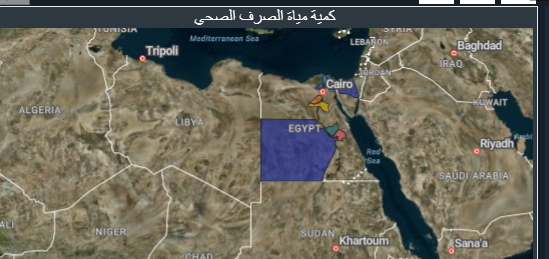 كمية مياة الصرف الصحي
TUNISIA
Mediterranean Sea
SYRIA
Tripoli
LEBANON
Baghdad
IRAQ
JORDAN
Cairo
ALGERIA
KUWAIT
LIBYA
EGYPT
Riyadh
Red
Sea
SAUDI ARABIA
NIGER
SUDAN
Khartoum
Sana'a
CHAD